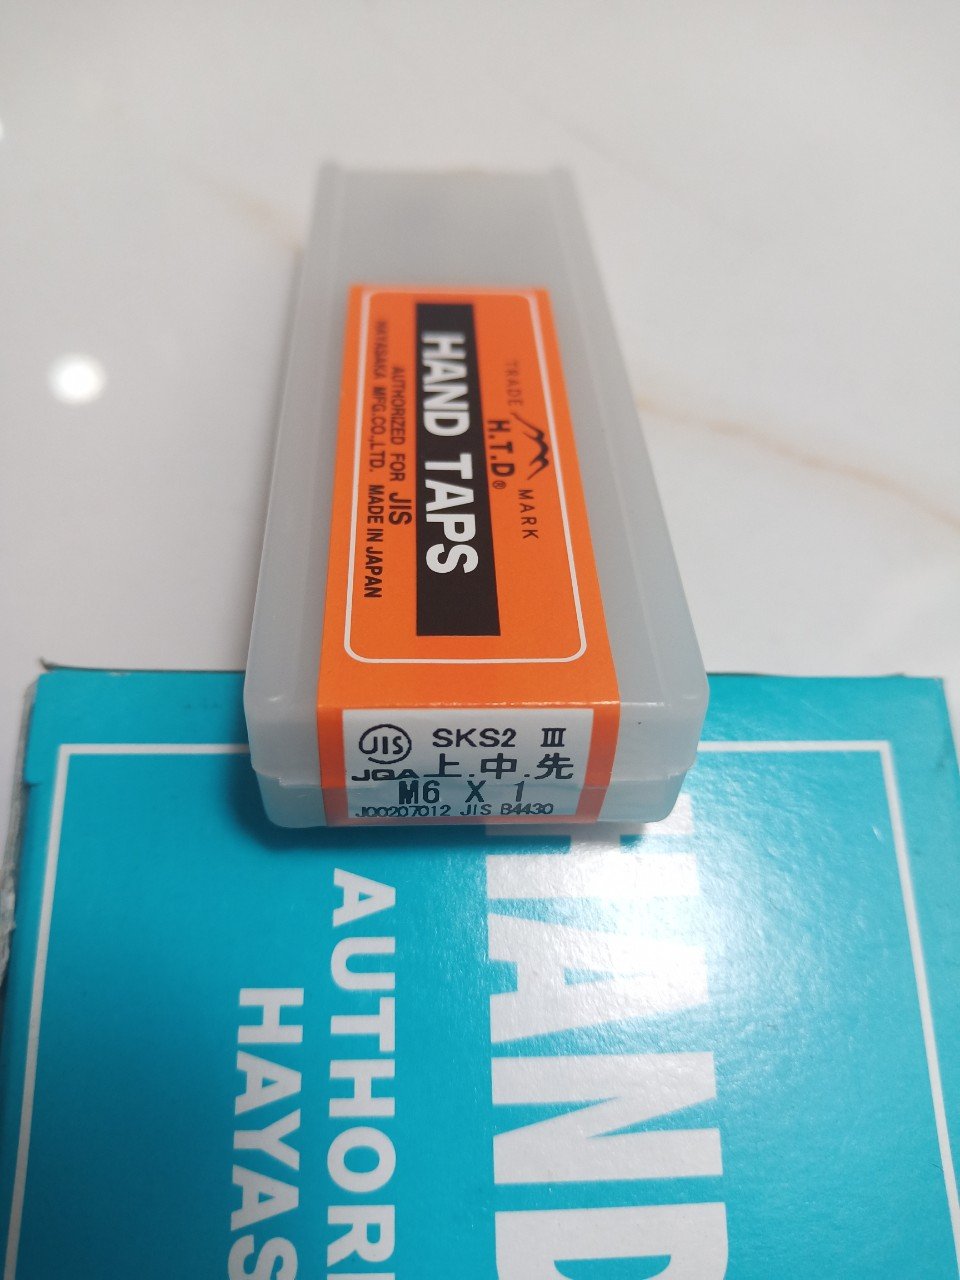 TRADE MARK
H.T.D®
HAND TAPS
AUTHORIZED FOR JIS
HAYASAKA MFG.CO.,LTD. MADE IN JAPAN
JIS SKS2 Ⅲ
JQA 上.中.先
M6 X 1
JQ0207012 JIS B4430
HAND
AUTHORI
HAYAS